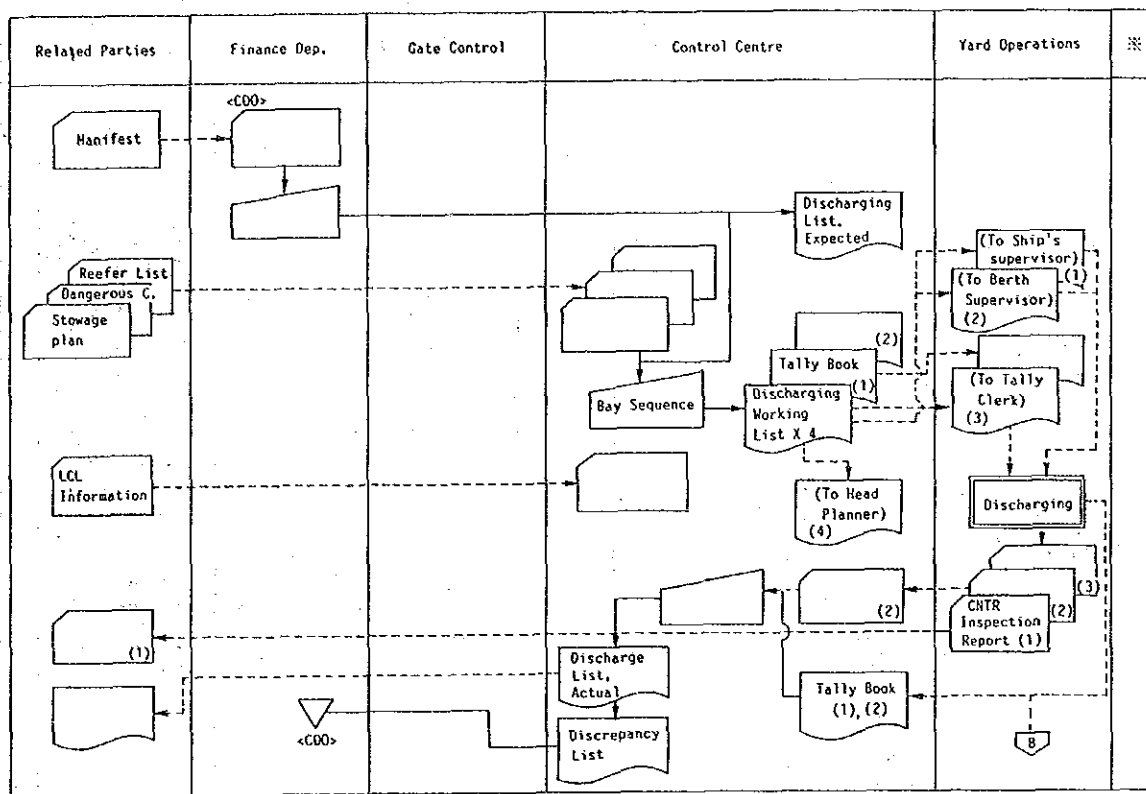 Related Parties
Finance Dep.
Gate Control
Control Centre
Yard Operations
※
<CDO>
Manifest
Discharging
List.
Expected
Reefer List
Dangerous C.
Stowage
plan
(To Ship's
supervisor)
(1)
(To Berth
Supervisor)
(2)
(2)
Tally Book
(1)
Bay Sequence
Discharging
Working
List X 4
(To Tally
Clerk)
(3)
LCL
Information
(To Head
Planner)
(4)
Discharging
(3)
(2)
(2)
CNTR
Inspection
Report (1)
(1)
Discharge
List,
Actual
Tally Book
(1),(2)
<CDO>
Discrepancy
List
B